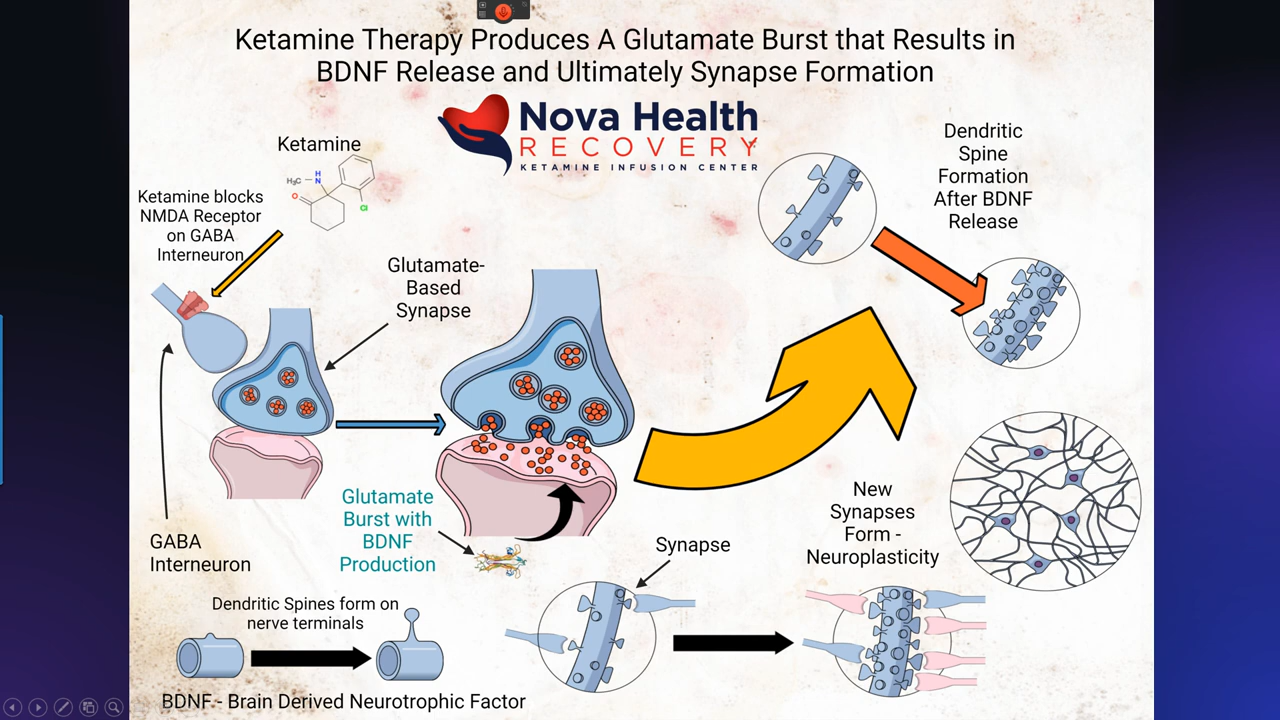 Ketamine Therapy Produces A Glutamate Burst that Results in
BDNF Release and Ultimately Synapse Formation
Nova Health
RECOVERY
KETAMINE INFUSION CENTER
Ketamine
H
N
H₃C
O
Cl
Ketamine blocks
NMDA Receptor
on GABA
Interneuron
Glutamate-
Based
Synapse
Dendritic
Spine
Formation
After BDNF
Release
GABA
Interneuron
Glutamate
Burst with
BDNF
Production
New
Synapses
Form -
Neuroplasticity
Synapse
Dendritic Spines form on
nerve terminals
BDNF - Brain Derived Neurotrophic Factor